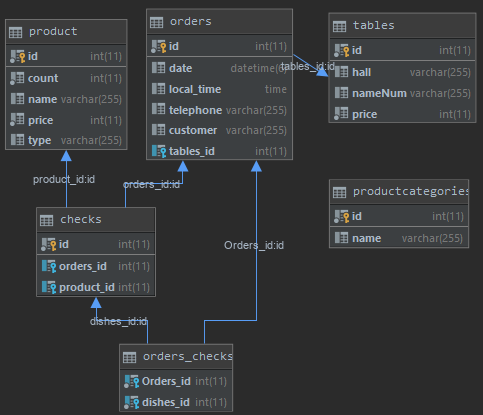 product
id int(11)
count int(11)
name varchar(255)
price int(11)
type varchar(255)
orders
id int(11)
date datetime(6)
local_time time
telephone varchar(255)
customer varchar(255)
tables_id int(11)
tables_id:id
tables
id int(11)
hall varchar(255)
nameNum varchar(255)
price int(11)
product_id:id
orders_id:id
productcategories
id int(11)
name varchar(255)
checks
id int(11)
orders_id int(11)
product_id int(11)
Orders_id:id
dishes_id:id
orders_checks
Orders_id int(11)
dishes_id int(11)